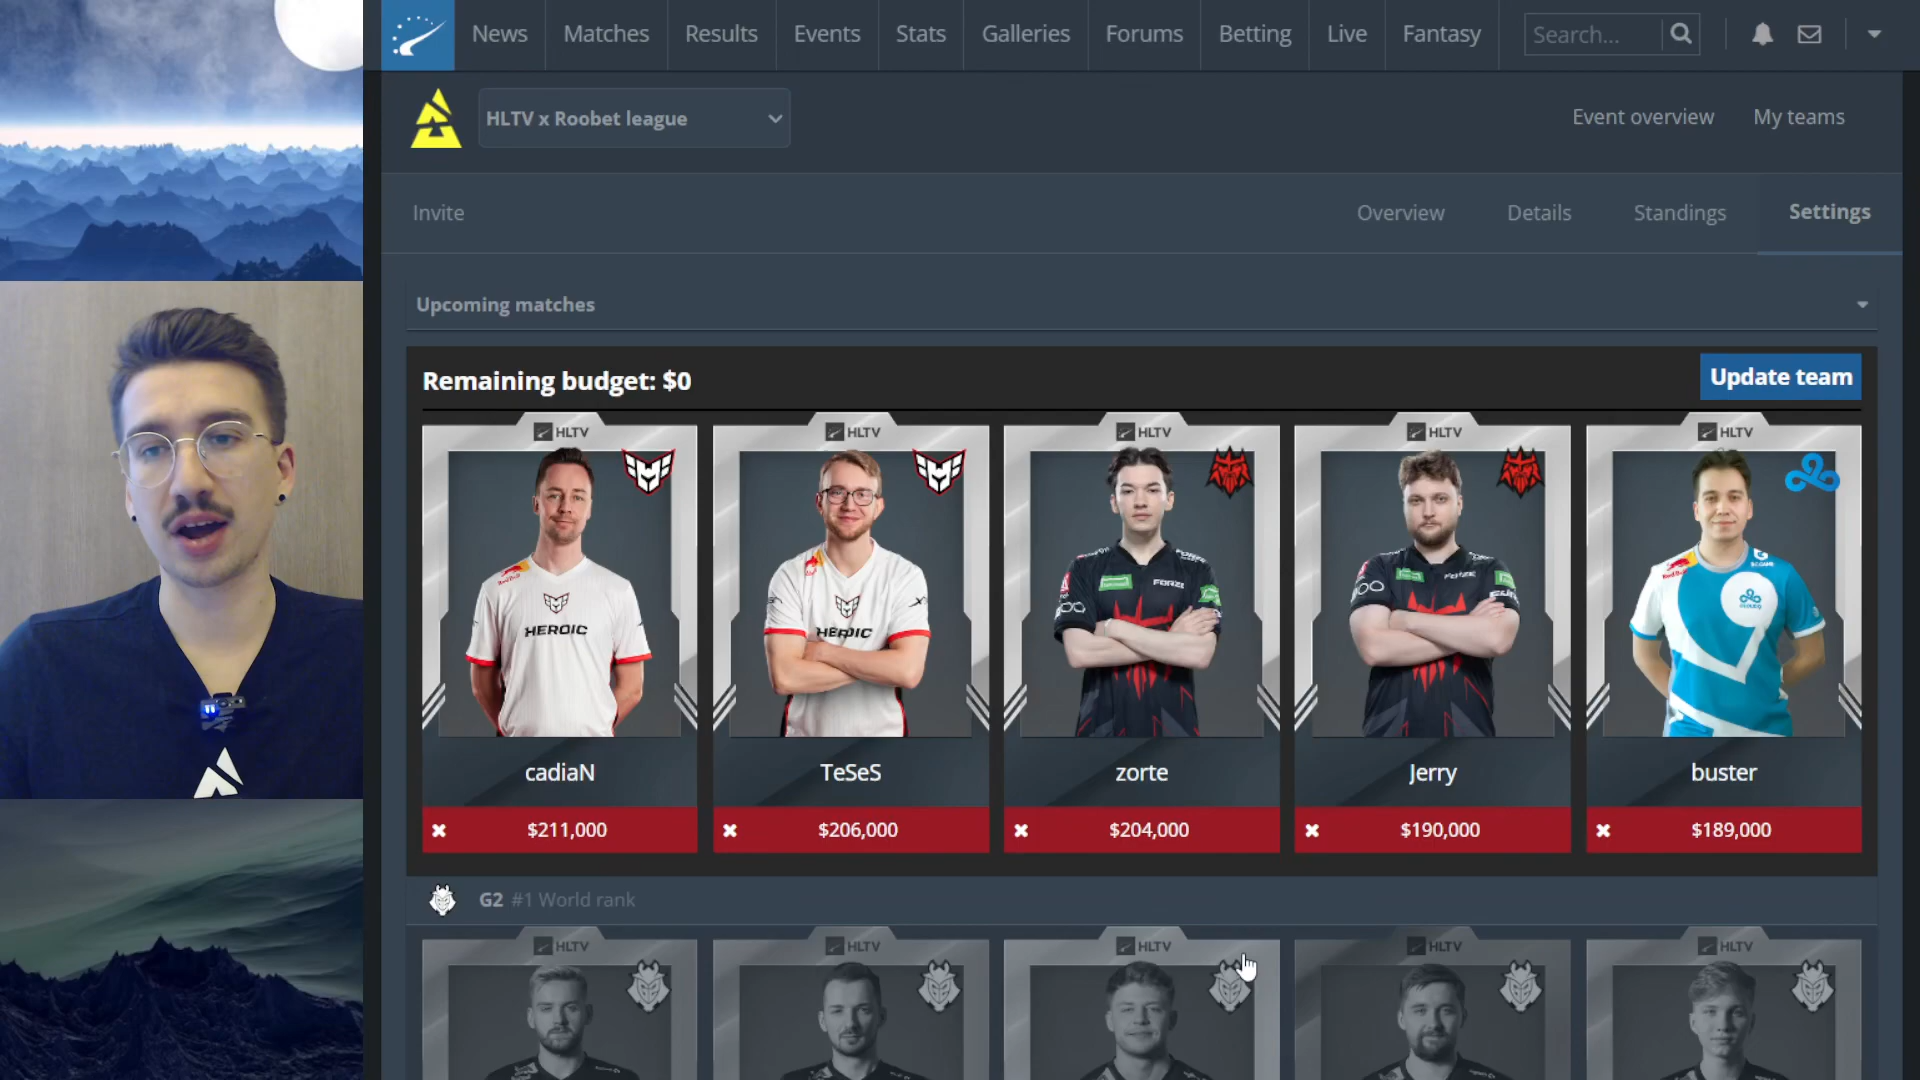 News
Matches
Results
Events
Stats
Galleries
Forums
Betting
Live
Fantasy
Search...
HLTV x Roobet league
Event overview
My teams
Invite
Overview
Details
Standings
Settings
Upcoming matches
Remaining budget: $0
Update team
HLTV
HLTV
HLTV
HLTV
HLTV
HEROIC
HEROIC
FORZE
cadiaN
TeSeS
zorte
Jerry
buster
$211,000
$206,000
$204,000
$190,000
$189,000
G2 #1 World rank
HLTV
HLTV
HLTV
HLTV
HLTV